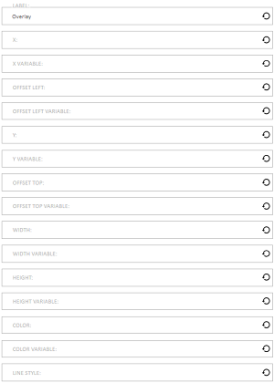 LABEL
Overlay
X:
X VARIABLE:
OFFSET LEFT:
OFFSET LEFT VARIABLE:
Y:
Y VARIABLE:
OFFSET TOP:
OFFSET TOP VARIABLE:
WIDTH:
WIDTH VARIABLE:
HEIGHT:
HEIGHT VARIABLE:
COLOR:
COLOR VARIABLE:
LINE STYLE: